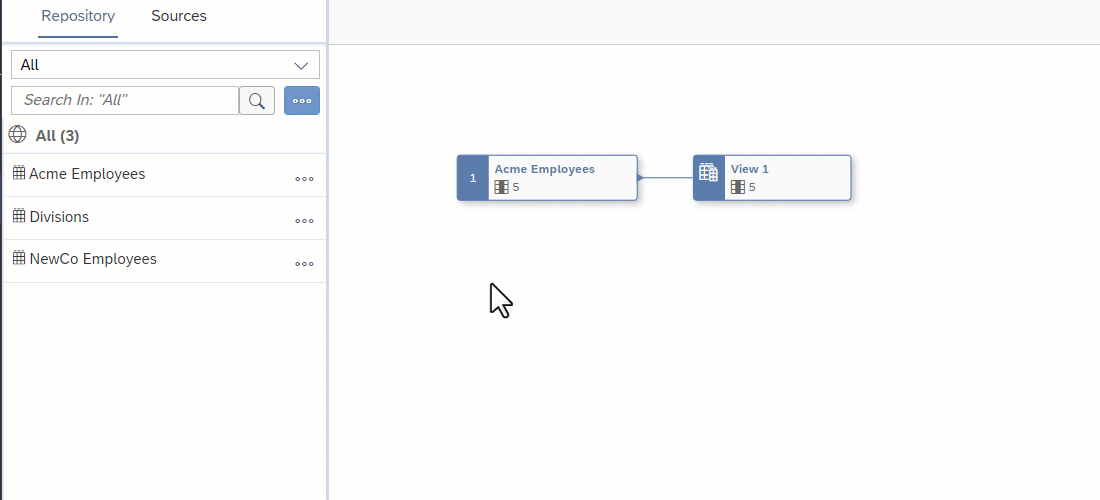 Repository Sources
All
Search In: "All"
All (3)
Acme Employees
Divisions
NewCo Employees
1
Acme Employees
5
View 1
5